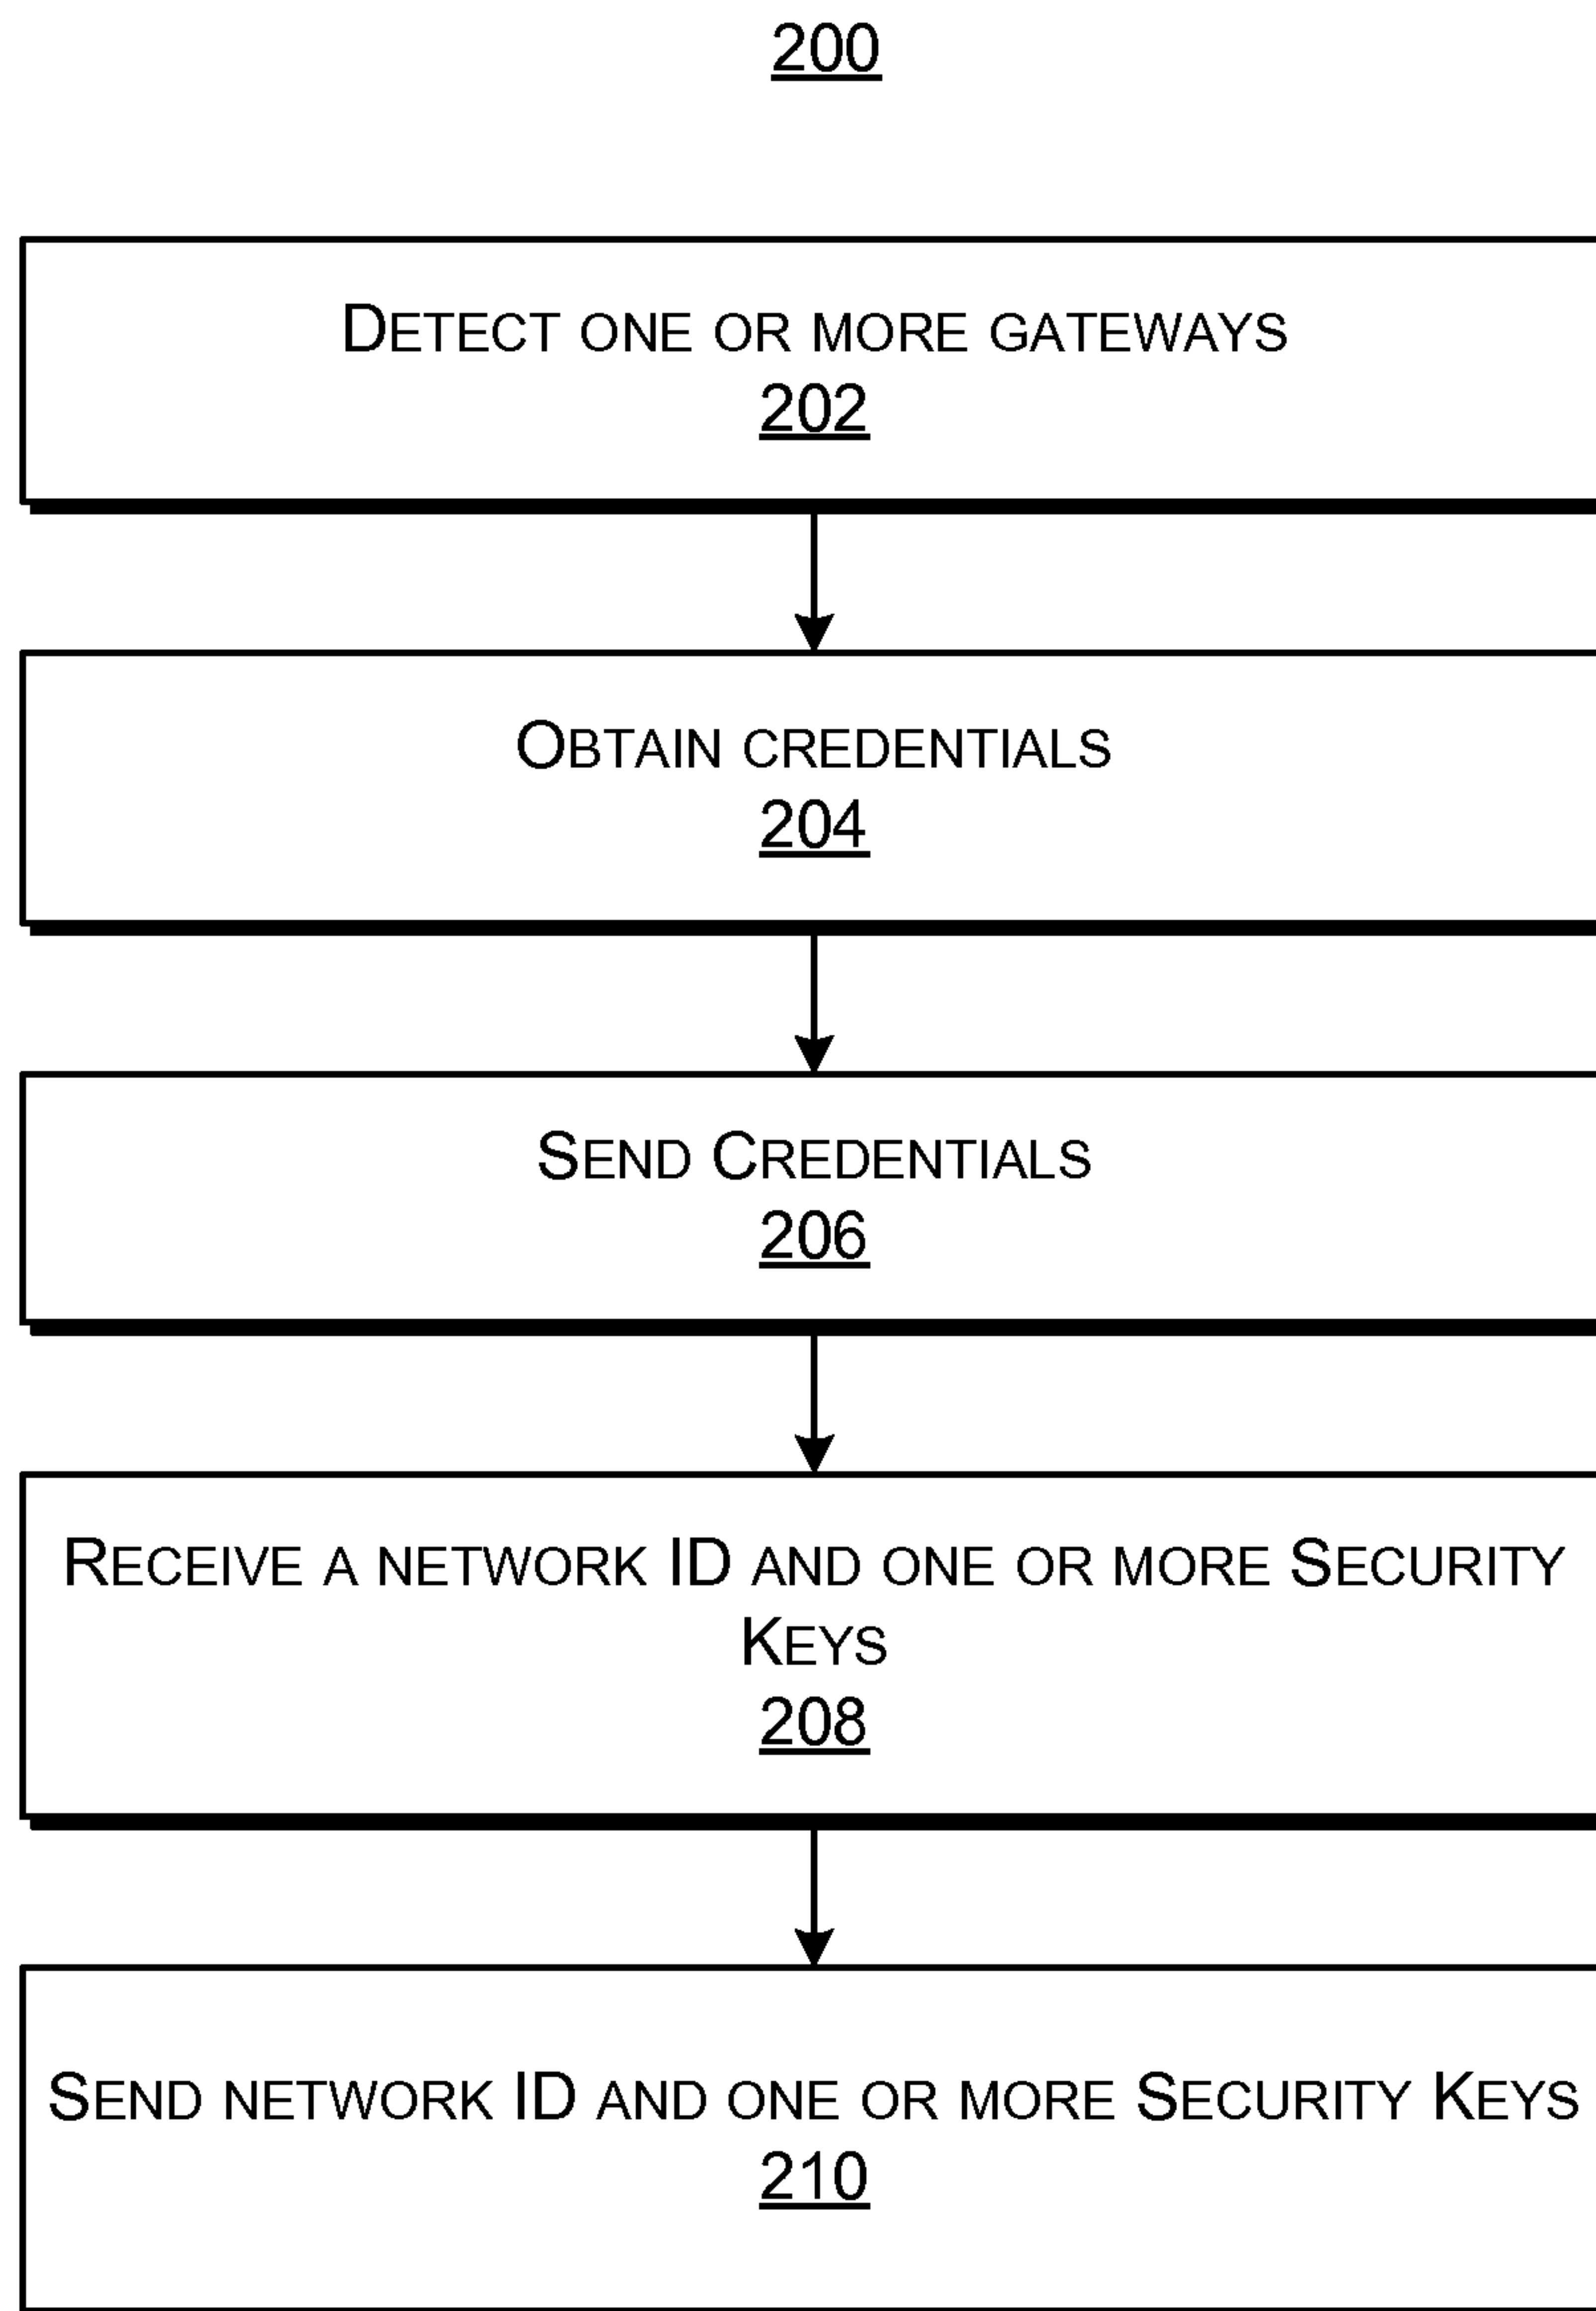 200
Detect one or more gateways
202
Obtain credentials
204
Send Credentials
206
Receive a network ID and one or more Security
Keys
208
Send network ID and one or more Security Keys
210